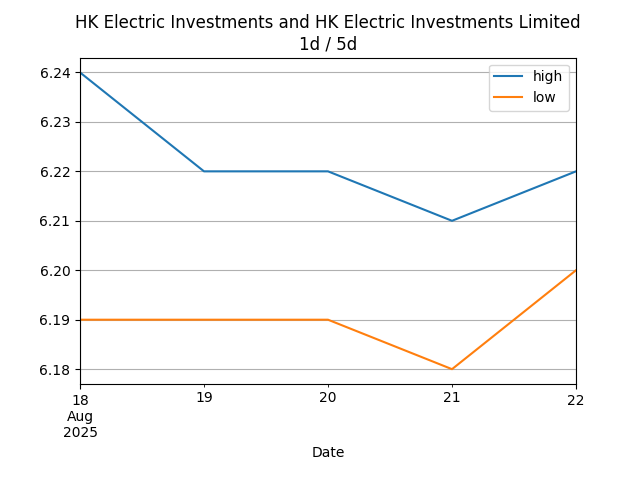 HK Electric Investments and HK Electric Investments Limited
1d / 5d
high
low
6.24
6.23
6.22
6.21
6.20
6.19
6.18
18 19 20 21 22
Aug
2025
Date